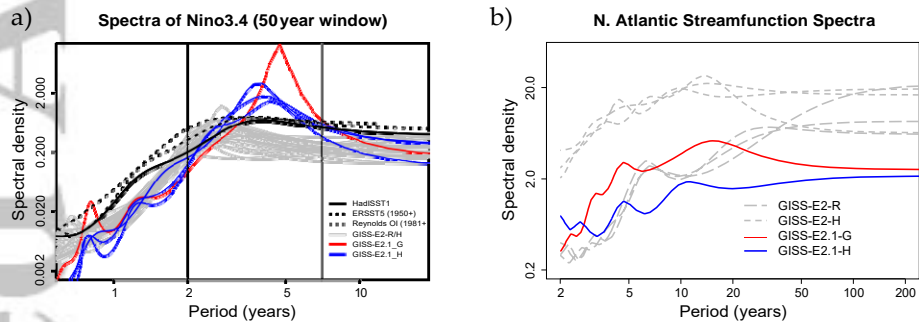 a)
Spectra of Nino3.4 (50 year window)
Spectral density
2.000
0.200
0.020
0.002
HadISST1
ERSST5 (1950+)
Reynolds OI (1981+
GISS-E2-R/H
GISS-E2.1_G
GISS-E2.1_H
1
2
5
10
Period (years)
b)
N. Atlantic Streamfunction Spectra
Spectral density
20.0
2.0
0.2
GISS-E2-R
GISS-E2-H
GISS-E2.1-G
GISS-E2.1-H
2
5
10
20
50
100
200
Period (years)